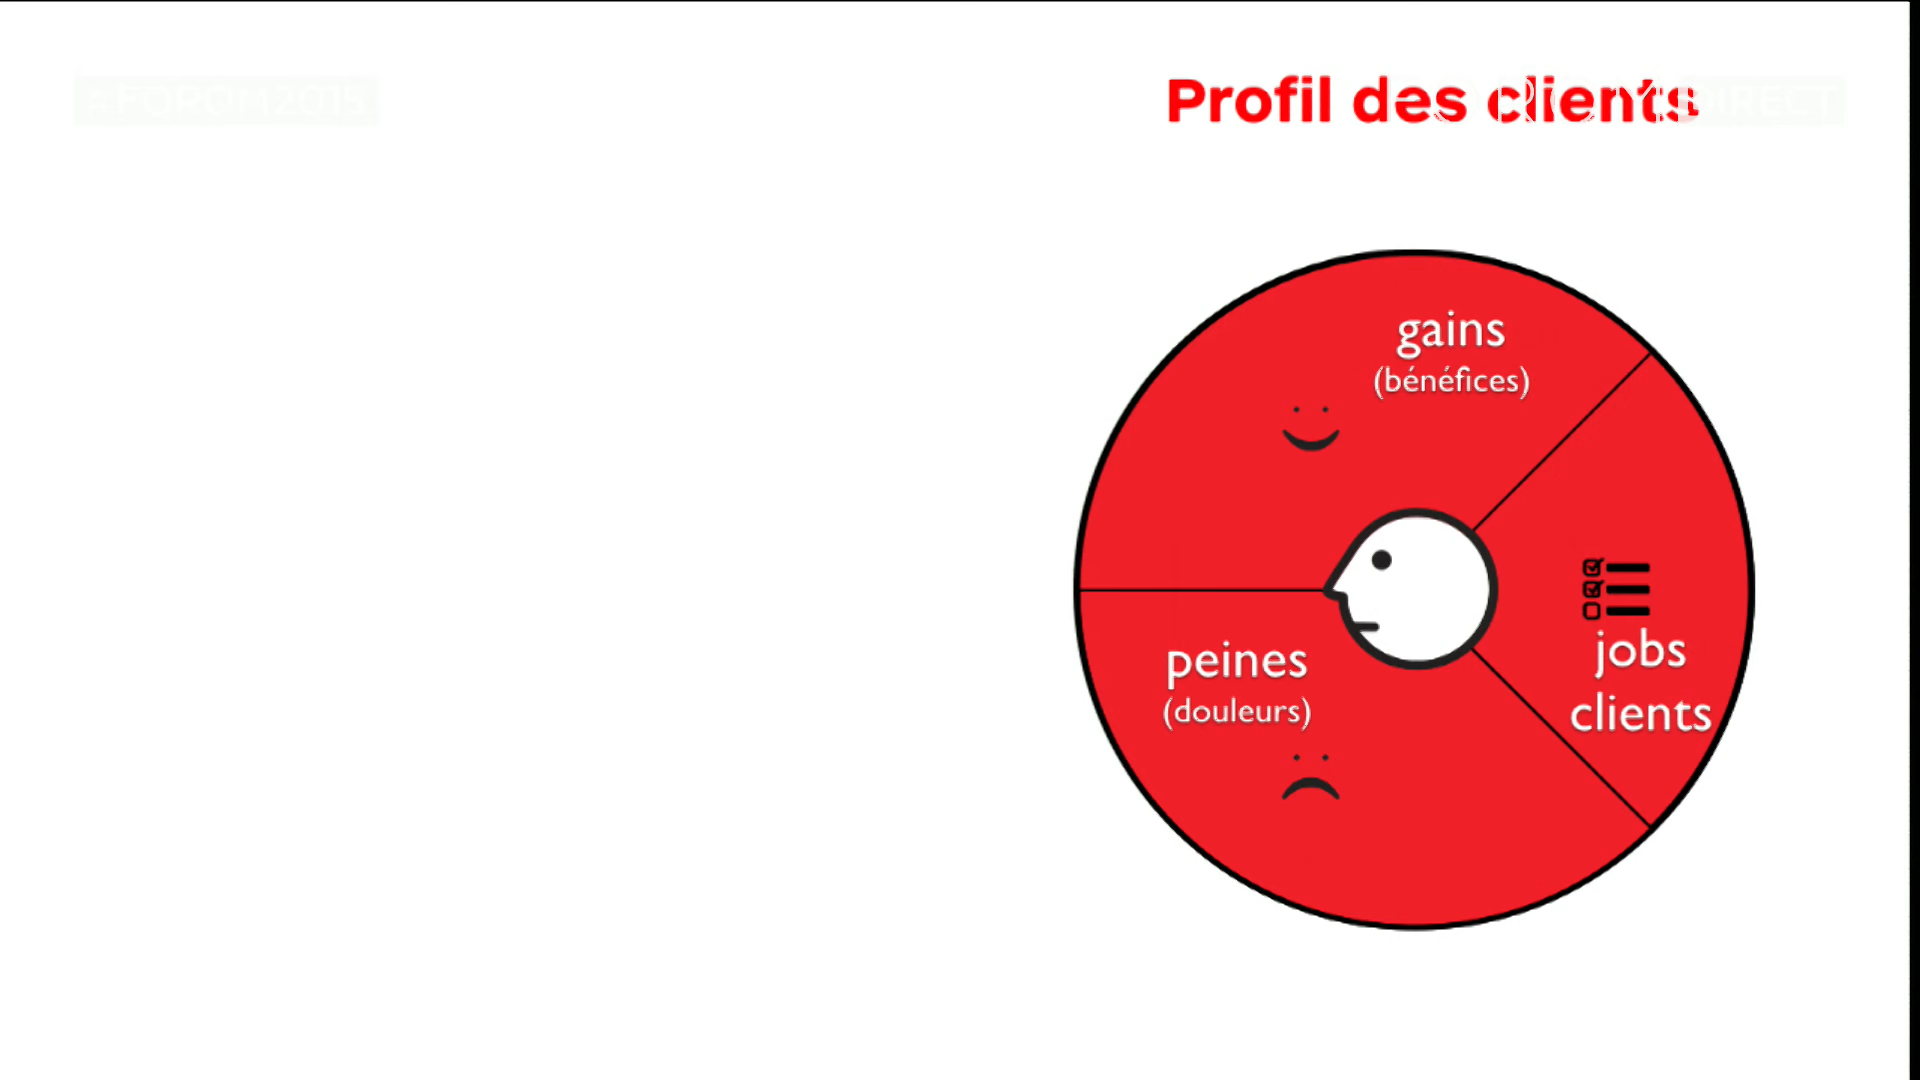 Profil des clients
gains
(bénéfices)
peines
(douleurs)
jobs
clients